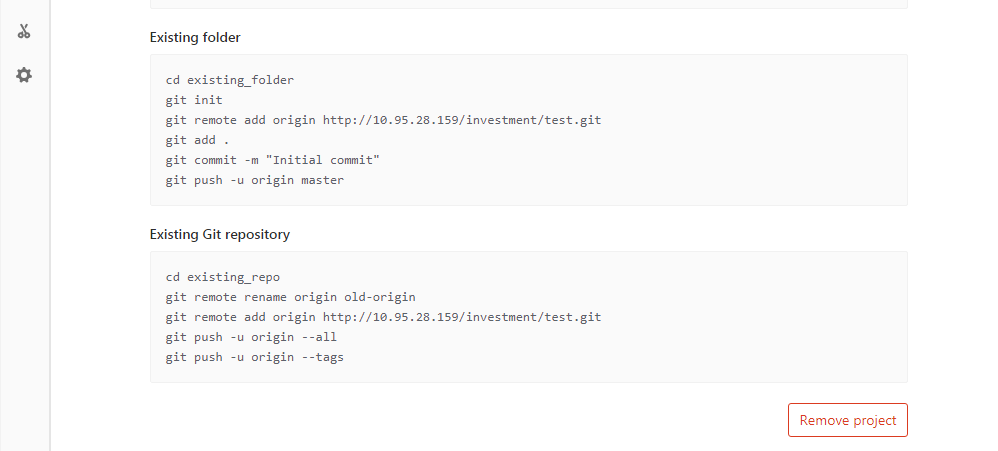 Existing folder
cd existing_folder
git init
git remote add origin http://10.95.28.159/investment/test.git
git add .
git commit -m "Initial commit"
git push -u origin master
Existing Git repository
cd existing_repo
git remote rename origin old-origin
git remote add origin http://10.95.28.159/investment/test.git
git push -u origin --all
git push -u origin --tags
Remove project